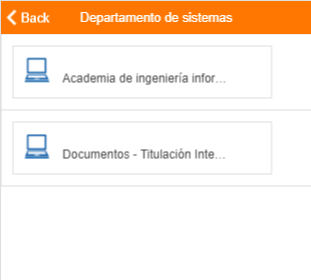 Back
Departamento de sistemas
Academia de ingeniería infor...
Documentos - Titulación Inte...